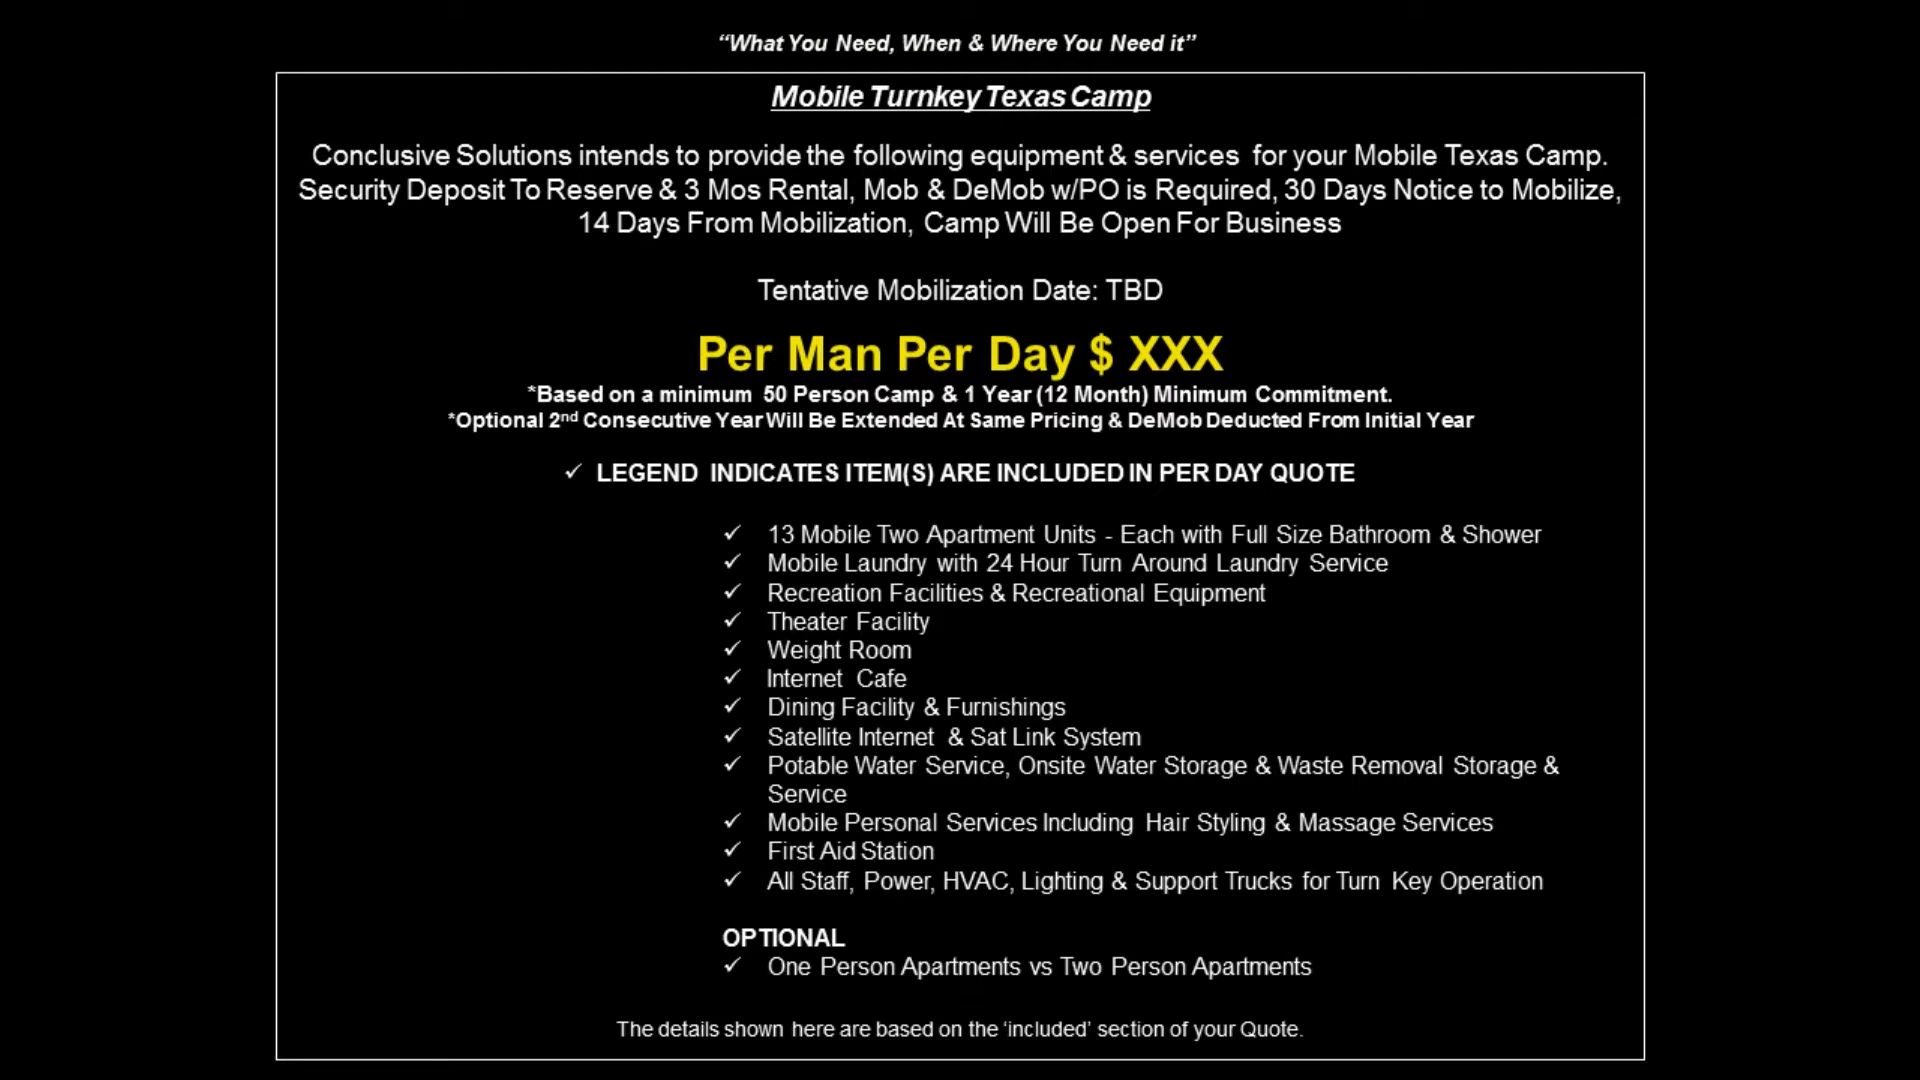 “What You Need, When & Where You Need it”
Mobile Turnkey Texas Camp
Conclusive Solutions intends to provide the following equipment & services for your Mobile Texas Camp.
Security Deposit To Reserve & 3 Mos Rental, Mob & DeMob w/PO is Required, 30 Days Notice to Mobilize,
14 Days From Mobilization, Camp Will Be Open For Business
Tentative Mobilization Date: TBD
Per Man Per Day $ XXX
*Based on a minimum 50 Person Camp & 1 Year (12 Month) Minimum Commitment.
*Optional 2nd Consecutive Year Will Be Extended At Same Pricing & DeMob Deducted From Initial Year
✓ LEGEND INDICATES ITEM(S) ARE INCLUDED IN PER DAY QUOTE
✓ 13 Mobile Two Apartment Units - Each with Full Size Bathroom & Shower
✓ Mobile Laundry with 24 Hour Turn Around Laundry Service
✓ Recreation Facilities & Recreational Equipment
✓ Theater Facility
✓ Weight Room
✓ Internet Cafe
✓ Dining Facility & Furnishings
✓ Satellite Internet & Sat Link System
✓ Potable Water Service, Onsite Water Storage & Waste Removal Storage &
Service
✓ Mobile Personal Services Including Hair Styling & Massage Services
✓ First Aid Station
✓ All Staff, Power, HVAC, Lighting & Support Trucks for Turn Key Operation
OPTIONAL
✓ One Person Apartments vs Two Person Apartments
The details shown here are based on the ‘included’ section of your Quote.